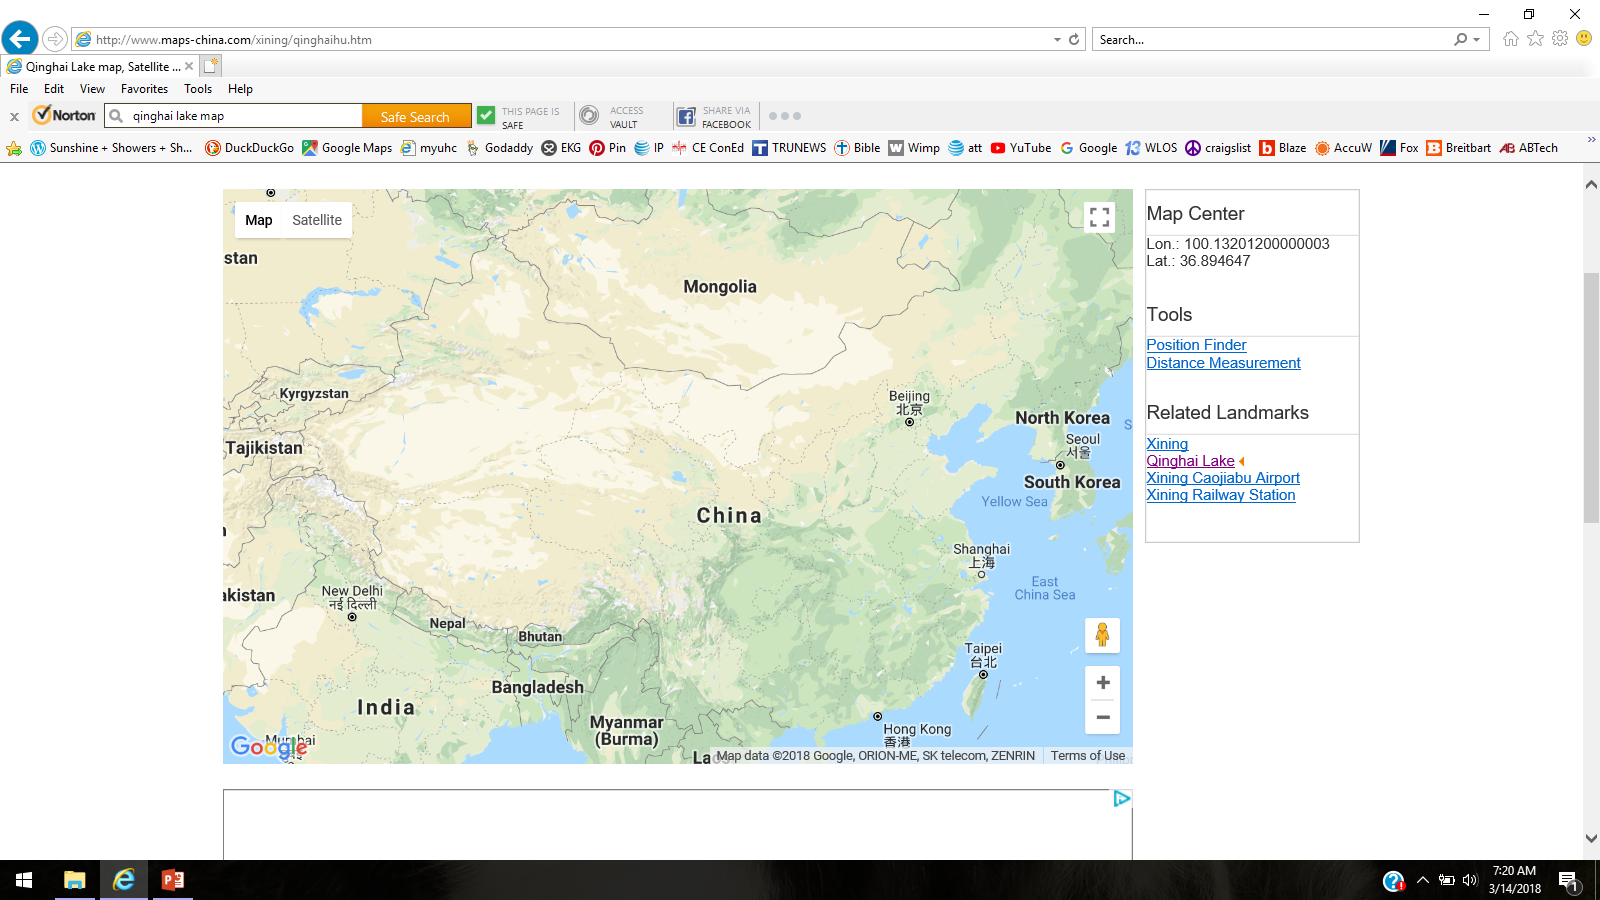 http://www.maps-china.com/xining/qinghaihu.htm
Search...
Qinghai Lake map, Satellite ...
File Edit View Favorites Tools Help
Norton
qinghai lake map
Safe Search
THIS PAGE IS
SAFE
ACCESS
VAULT
SHARE VIA
FACEBOOK
Sunshine + Showers + Sh... DuckDuckGo Google Maps myuhc Godaddy EKG Pin IP CE ConEd TRUNEWS Bible Wimp att YouTube Google WLOS craigslist Blaze AccuW Fox Breitbart ABTech
Map Satellite
stan
Mongolia
Kyrgyzstan
Tajikistan
Beijing
北京
North Korea
Seoul
서울
South Korea
Yellow Sea
China
Shanghai
上海
East
China Sea
akistan
New Delhi
नई दिल्ली
Nepal
Bhutan
Taipei
台北
Bangladesh
India
Myanmar
(Burma)
Hong Kong
香港
Mumbai
Google
Map data ©2018 Google, ORION-ME, SK telecom, ZENRIN
Terms of Use
Map Center
Lon.: 100.13201200000003
Lat.: 36.894647
Tools
Position Finder
Distance Measurement
Related Landmarks
Xining
Qinghai Lake
Xining Caojiabu Airport
Xining Railway Station
7:20 AM
3/14/2018
1